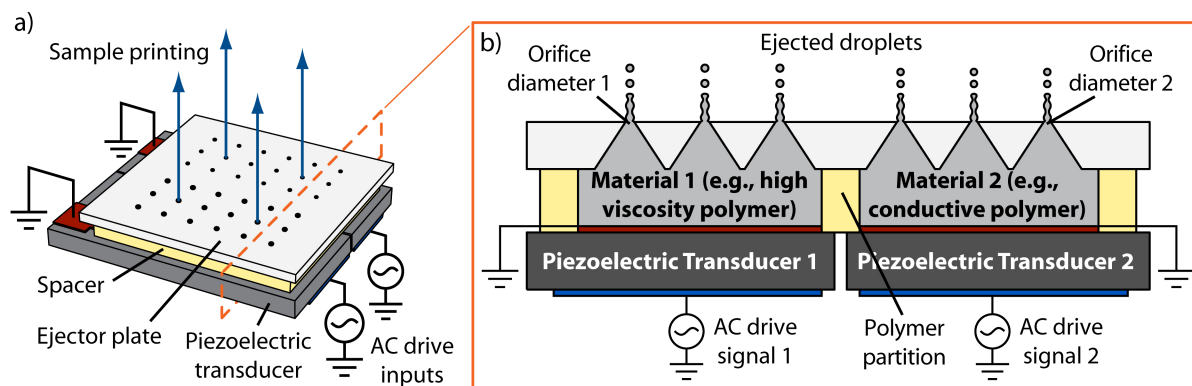 a)
Sample printing
Spacer
Ejector plate
Piezoelectric
transducer
AC drive
inputs
b)
Orifice
diameter 1
Ejected droplets
Orifice
diameter 2
Material 1 (e.g., high
viscosity polymer)
Material 2 (e.g.,
conductive polymer)
Piezoelectric Transducer 1
Piezoelectric Transducer 2
AC drive
signal 1
Polymer
partition
AC drive
signal 2